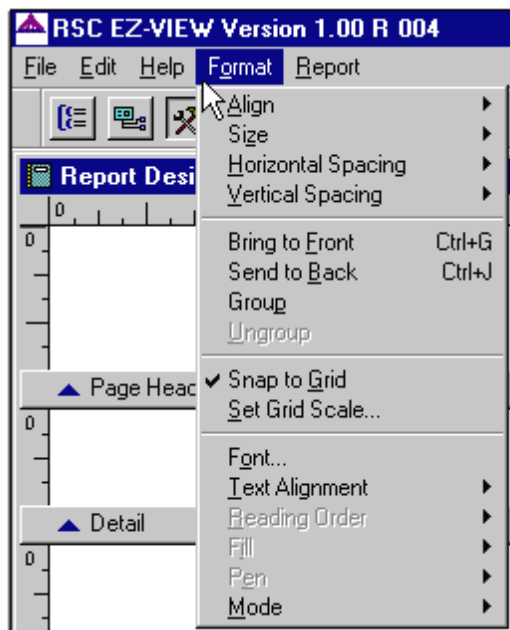 RSC EZ-VIEW Version 1.00 R 004
File Edit Help Format Report
Align
Size
Horizontal Spacing
Vertical Spacing
Report Desi
0
0
Bring to Front Ctrl+G
Send to Back Ctrl+J
Group
Ungroup
Page Head
Snap to Grid
Set Grid Scale...
0
Font...
Text Alignment
Detail
Reading Order
Fill
0
Pen
Mode